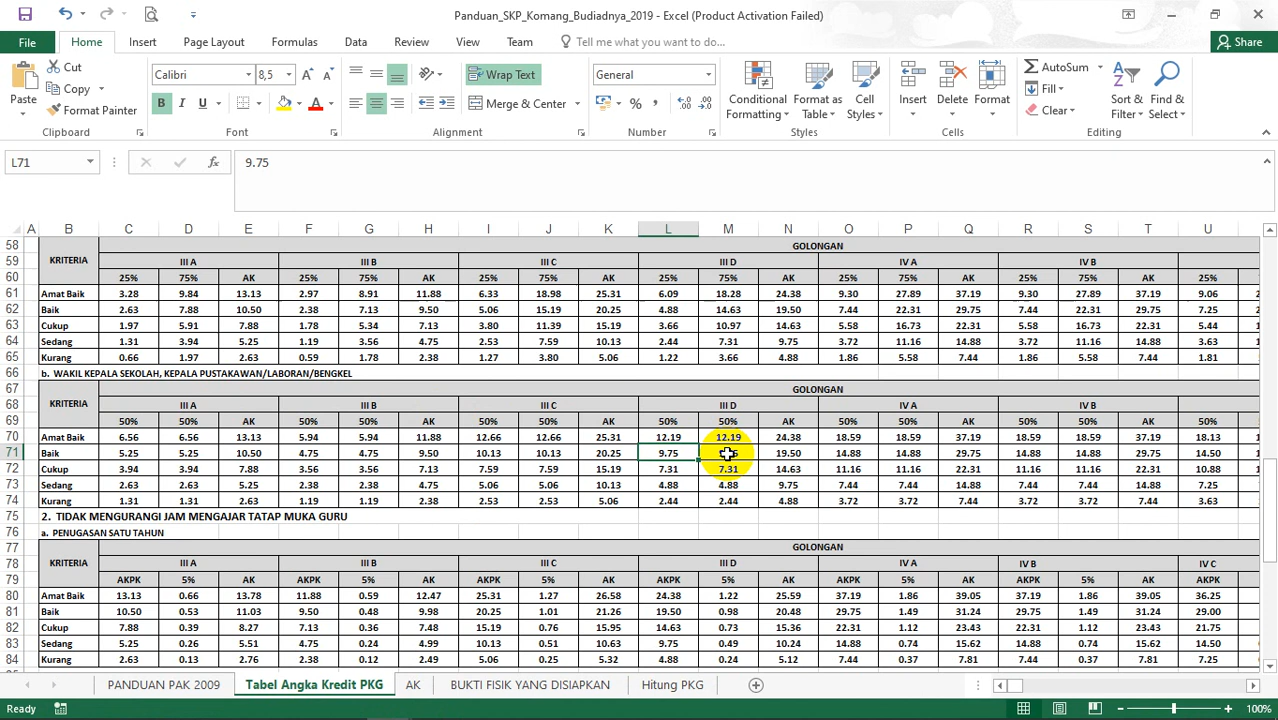 Panduan_SKP_Komang_Budiadnya_2019 - Excel (Product Activation Failed)
File Home Insert Page Layout Formulas Data Review View Team Tell me what you want to do... Share
Cut
Copy
Format Painter
Paste
Calibri 8,5
B I U
Wrap Text
Merge & Center
General
Conditional Formatting
Format as Table
Cell Styles
Insert Delete Format
AutoSum
Fill
Clear
Sort & Filter
Find & Select
Clipboard Font Alignment Number Styles Cells Editing
L71 fx 9.75
A B C D E F G H I J K L M N O P Q R S T U
58 KRITERIA GOLONGAN
59 III A III B III C III D IV A IV B
60 25% 75% AK 25% 75% AK 25% 75% AK 25% 75% AK 25% 75% AK 25% 75% AK 25%
61 Amat Baik 3.28 9.84 13.13 2.97 8.91 11.88 6.33 18.98 25.31 6.09 18.28 24.38 9.30 27.89 37.19 9.30 27.89 37.19 9.06
62 Baik 2.63 7.88 10.50 2.38 7.13 9.50 5.06 15.19 20.25 4.88 14.63 19.50 7.44 22.31 29.75 7.44 22.31 29.75 7.25
63 Cukup 1.97 5.91 7.88 1.78 5.34 7.13 3.80 11.39 15.19 3.66 10.97 14.63 5.58 16.73 22.31 5.58 16.73 22.31 5.44
64 Sedang 1.31 3.94 5.25 1.19 3.56 4.75 2.53 7.59 10.13 2.44 7.31 9.75 3.72 11.16 14.88 3.72 11.16 14.88 3.63
65 Kurang 0.66 1.97 2.63 0.59 1.78 2.38 1.27 3.80 5.06 1.22 3.66 4.88 1.86 5.58 7.44 1.86 5.58 7.44 1.81
66 b. WAKIL KEPALA SEKOLAH, KEPALA PUSTAKAWAN/LABORAN/BENGKEL
67 KRITERIA GOLONGAN
68 III A III B III C III D IV A IV B
69 50% 50% AK 50% 50% AK 50% 50% AK 50% 50% AK 50% 50% AK 50% 50% AK 50%
70 Amat Baik 6.56 6.56 13.13 5.94 5.94 11.88 12.66 12.66 25.31 12.19 12.19 24.38 18.59 18.59 37.19 18.59 18.59 37.19 18.13
71 Baik 5.25 5.25 10.50 4.75 4.75 9.50 10.13 10.13 20.25 9.75 19.50 14.88 14.88 29.75 14.88 14.88 29.75 14.50
72 Cukup 3.94 3.94 7.88 3.56 3.56 7.13 7.59 7.59 15.19 7.31 7.31 14.63 11.16 11.16 22.31 11.16 11.16 22.31 10.88
73 Sedang 2.63 2.63 5.25 2.38 2.38 4.75 5.06 5.06 10.13 4.88 4.88 9.75 7.44 7.44 14.88 7.44 7.44 14.88 7.25
74 Kurang 1.31 1.31 2.63 1.19 1.19 2.38 2.53 2.53 5.06 2.44 2.44 4.88 3.72 3.72 7.44 3.72 3.72 7.44 3.63
75 2. TIDAK MENGURANGI JAM MENGAJAR TATAP MUKA GURU
76 a. PENUGASAN SATU TAHUN
77 KRITERIA GOLONGAN
78 III A III B III C III D IV A IV B IV C
79 AKPK 5% AK AKPK 5% AK AKPK 5% AK AKPK 5% AK AKPK 5% AK AKPK 5% AK AKPK
80 Amat Baik 13.13 0.66 13.78 11.88 0.59 12.47 25.31 1.27 26.58 24.38 1.22 25.59 37.19 1.86 39.05 37.19 1.86 39.05 36.25
81 Baik 10.50 0.53 11.03 9.50 0.48 9.98 20.25 1.01 21.26 19.50 0.98 20.48 29.75 1.49 31.24 29.75 1.49 31.24 29.00
82 Cukup 7.88 0.39 8.27 7.13 0.36 7.48 15.19 0.76 15.95 14.63 0.73 15.36 22.31 1.12 23.43 22.31 1.12 23.43 21.75
83 Sedang 5.25 0.26 5.51 4.75 0.24 4.99 10.13 0.51 10.63 9.75 0.49 10.24 14.88 0.74 15.62 14.88 0.74 15.62 14.50
84 Kurang 2.63 0.13 2.76 2.38 0.12 2.49 5.06 0.25 5.32 4.88 0.24 5.12 7.44 0.37 7.81 7.44 0.37 7.81 7.25
PANDUAN PAK 2009 Tabel Angka Kredit PKG AK BUKTI FISIK YANG DISIAPKAN Hitung PKG
Ready 100%